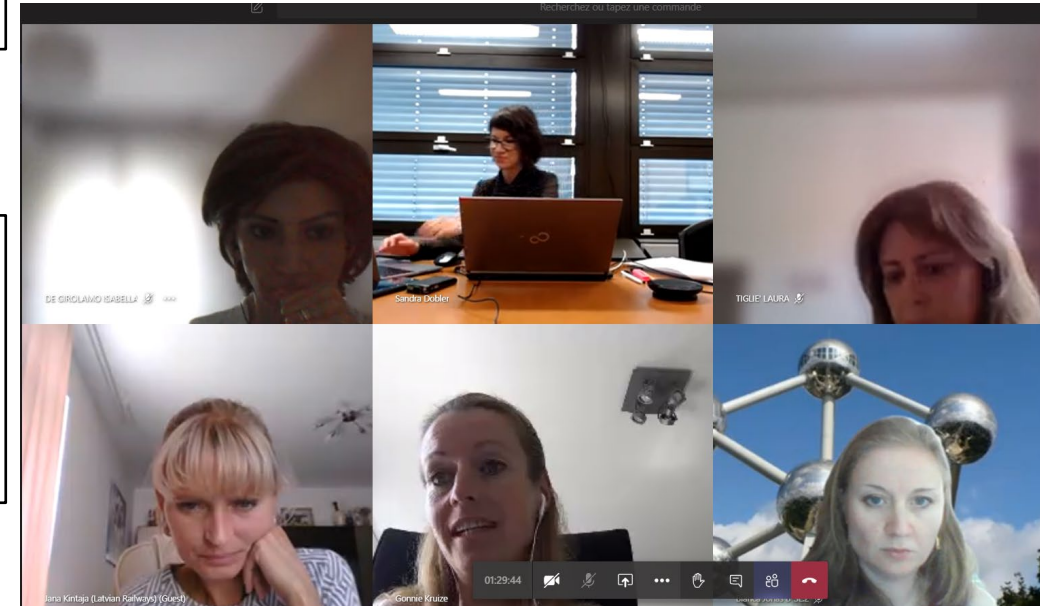 Recherchez ou tapez une commande
DE GIROLAMO ISABELLA
Sandra Dobler
TIGLIE' LAURA
Jana Kintaja (Latvian Railways) (Guest)
Gonnie Kruize
01:29:44